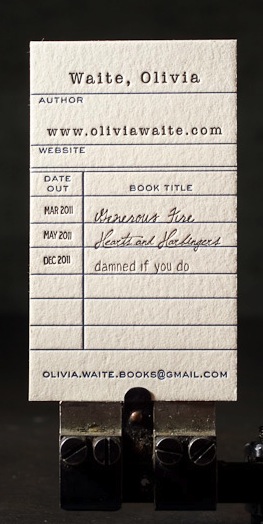 Waite, Olivia
AUTHOR
www.oliviawaite.com
WEBSITE
DATE OUT BOOK TITLE
MAR 2011 Generous Fire
MAY 2011 Hearts and Harbingers
DEC 2011 damned if you do
OLIVIA.WAITE.BOOKS@GMAIL.COM